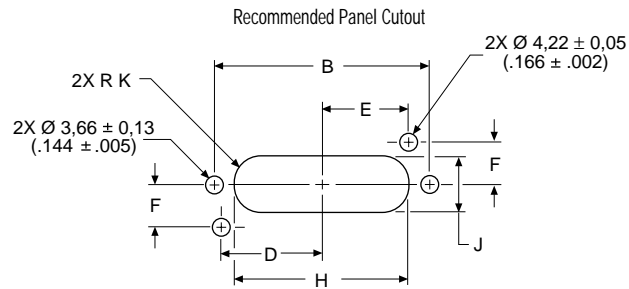 Recommended Panel Cutout
2X Ø 4,22 ± 0,05
(.166 ± .002)
B
2X R K
E
2X Ø 3,66 ± 0,13
(.144 ± .005)
F
F
J
D
H